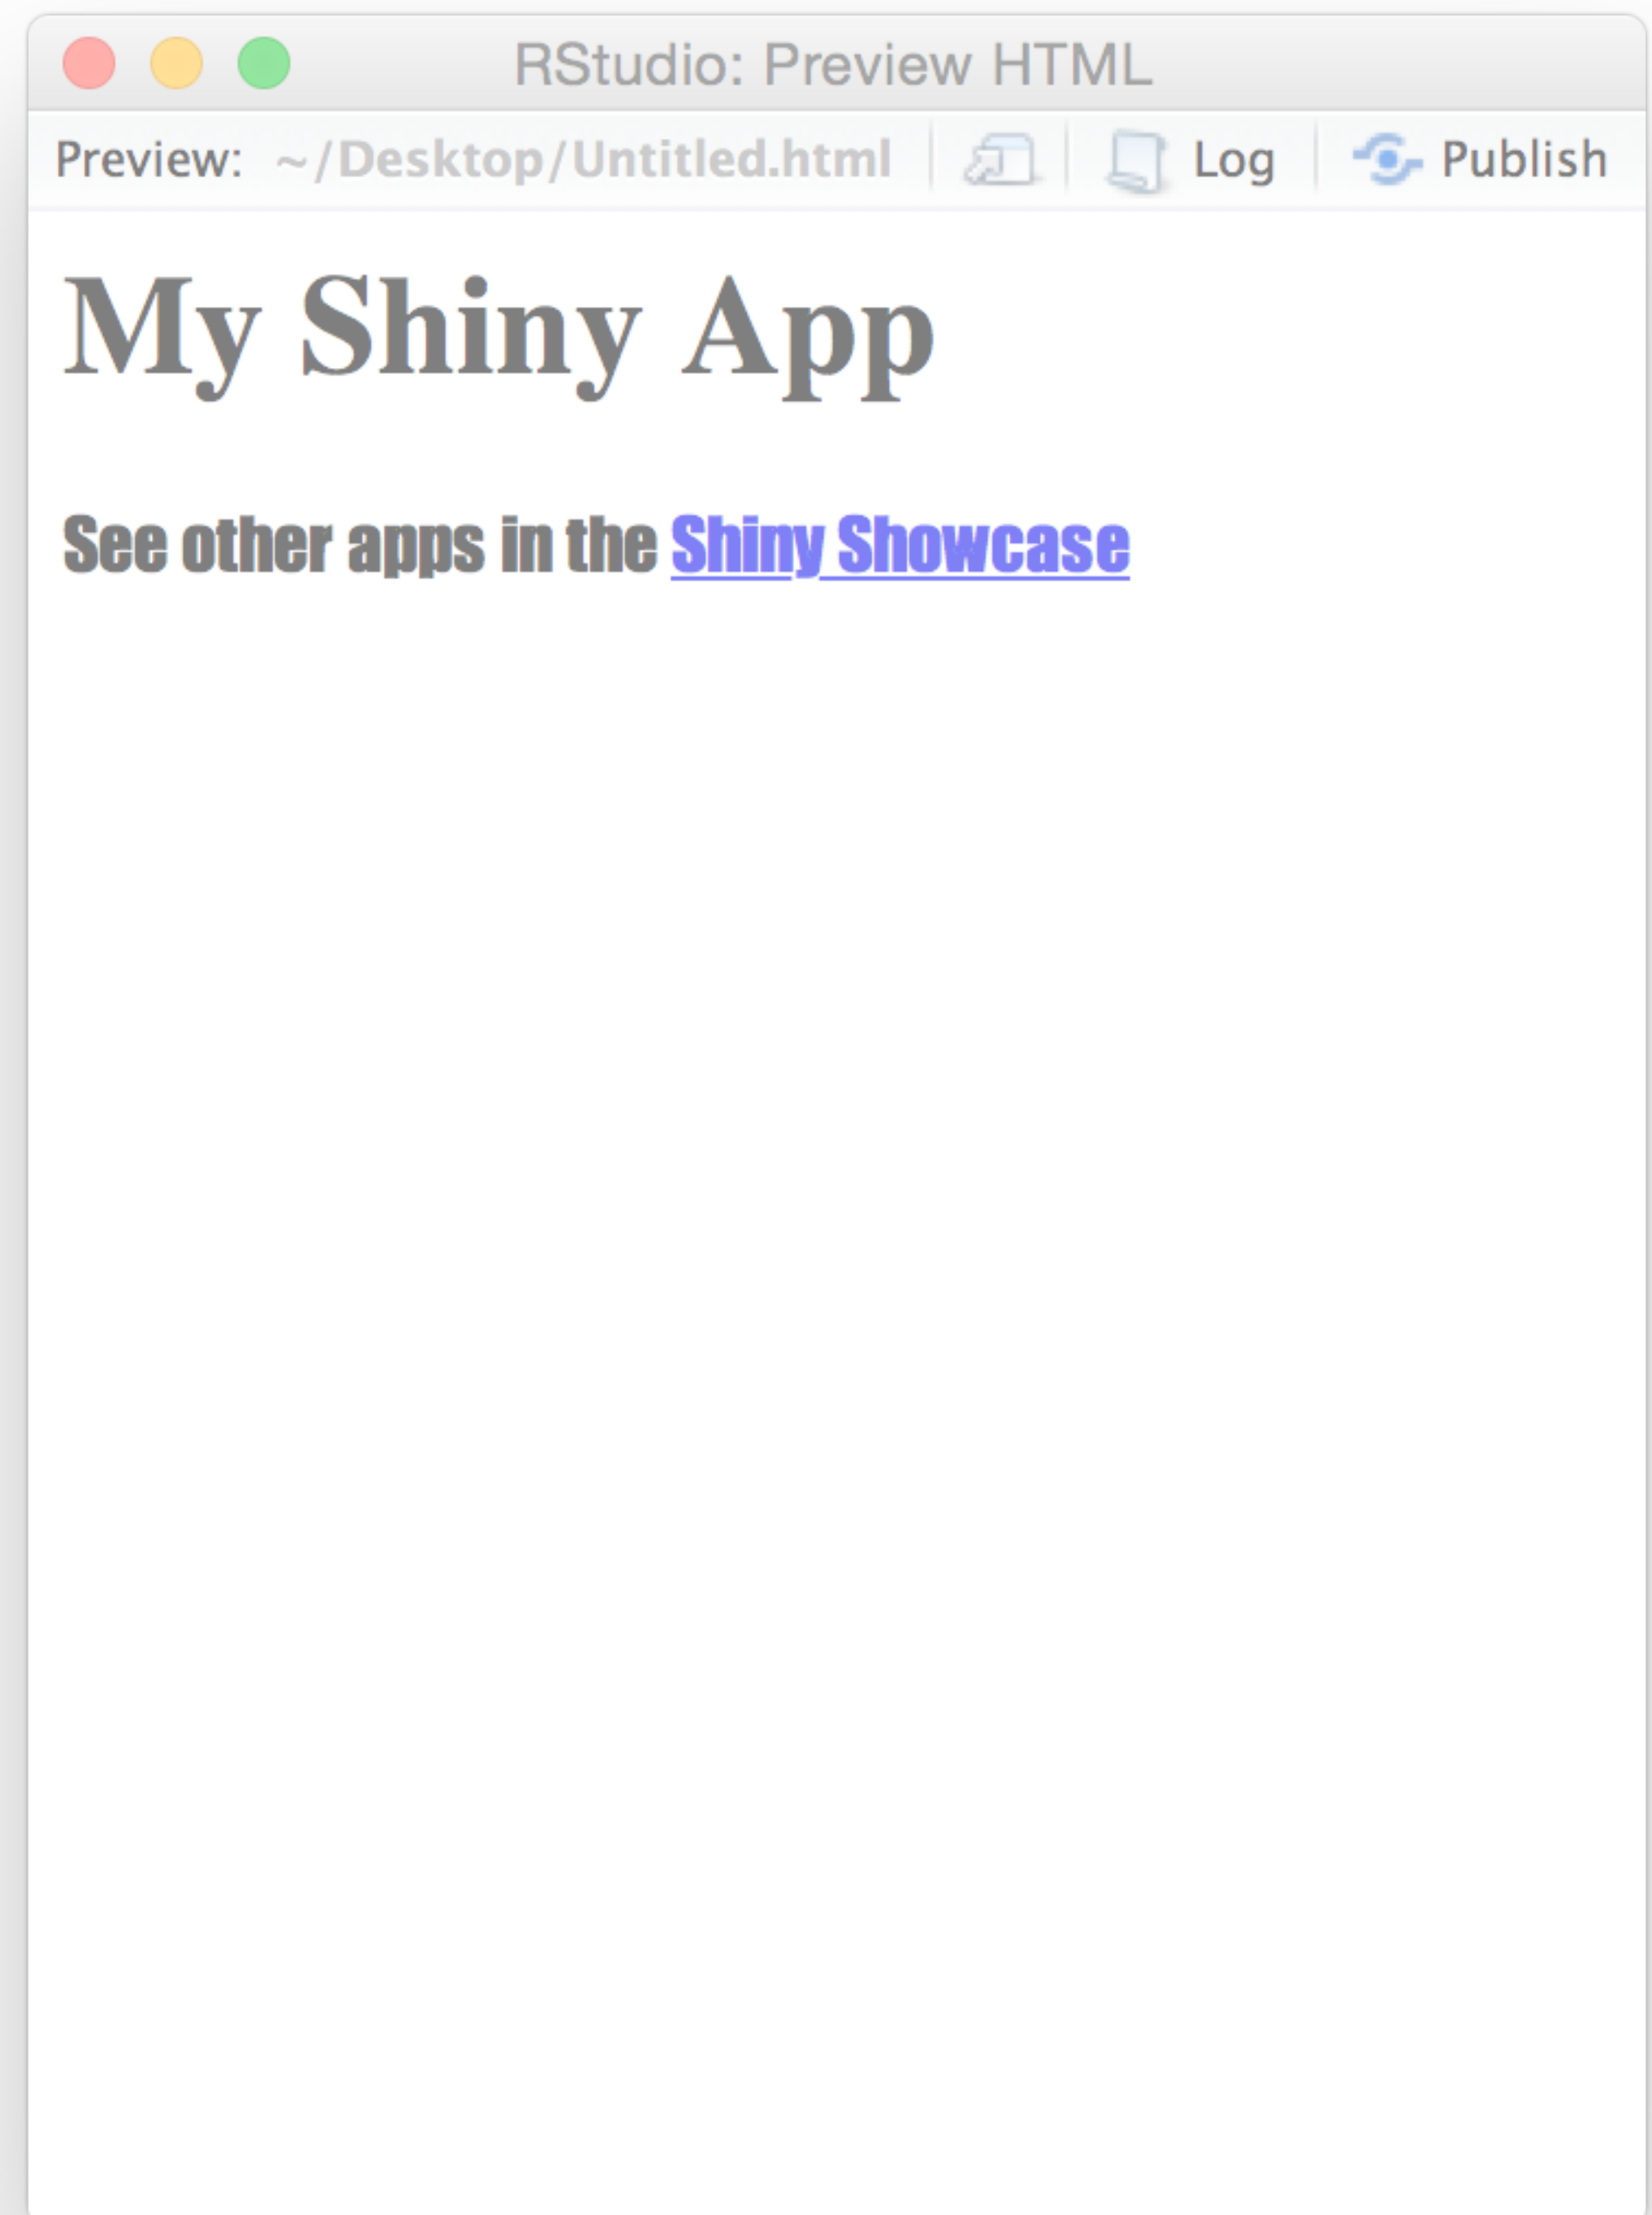 RStudio: Preview HTML
Preview: ~/Desktop/Untitled.html Log Publish
My Shiny App
See other apps in the Shiny Showcase